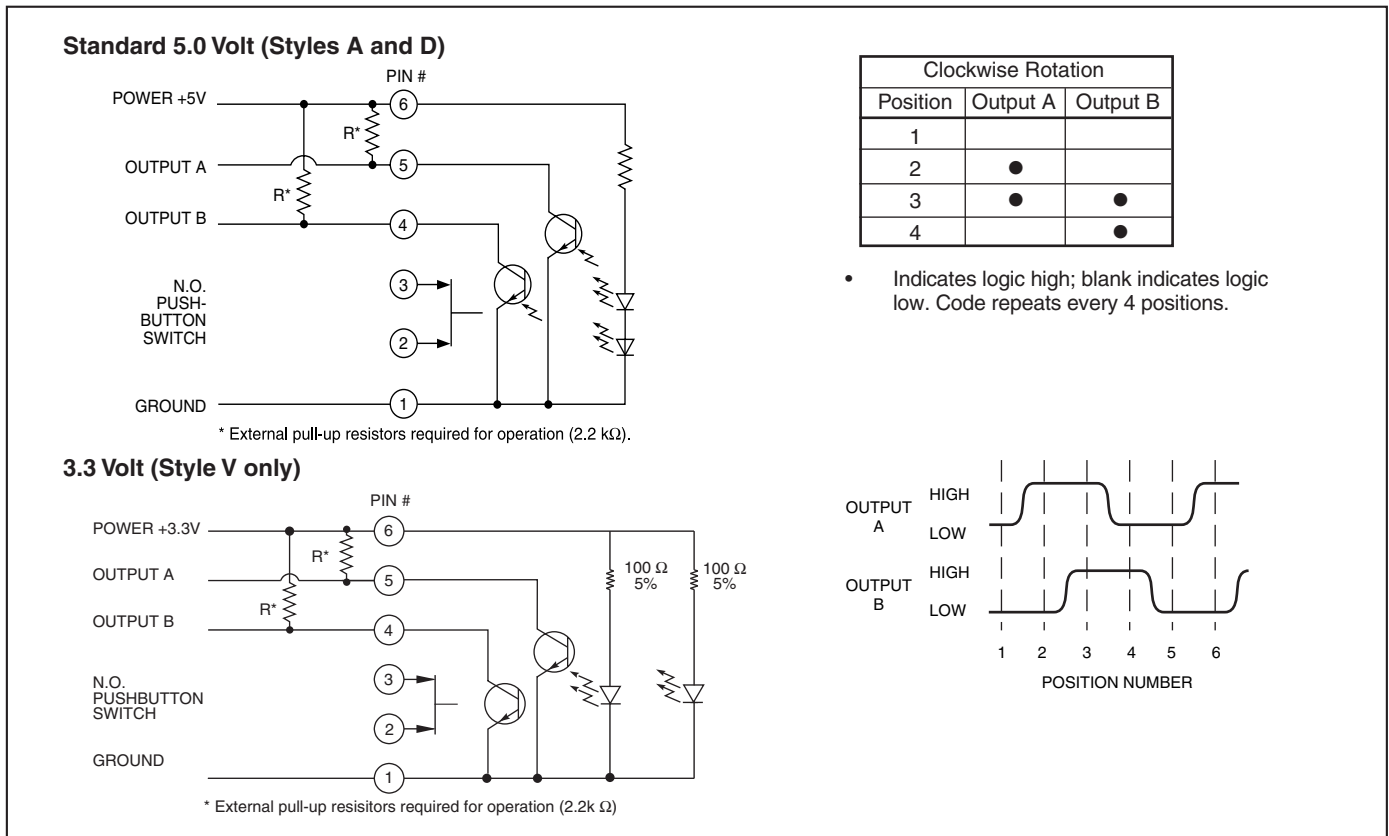 Standard 5.0 Volt (Styles A and D)
PIN #
POWER +5V
6
R*
OUTPUT A
5
R*
OUTPUT B
4
N.O.
PUSH-
BUTTON
SWITCH
3
2
GROUND
1
* External pull-up resistors required for operation (2.2 kΩ).
3.3 Volt (Style V only)
PIN #
POWER +3.3V
6
R*
100 Ω
5%
100 Ω
5%
OUTPUT A
5
R*
OUTPUT B
4
N.O.
PUSHBUTTON
SWITCH
3
2
GROUND
1
* External pull-up resisitors required for operation (2.2k Ω)
Clockwise Rotation
Position Output A Output B
1
2 ●
3 ● ●
4 ●
• Indicates logic high; blank indicates logic
low. Code repeats every 4 positions.
OUTPUT
A
HIGH
LOW
OUTPUT
B
HIGH
LOW
1 2 3 4 5 6
POSITION NUMBER